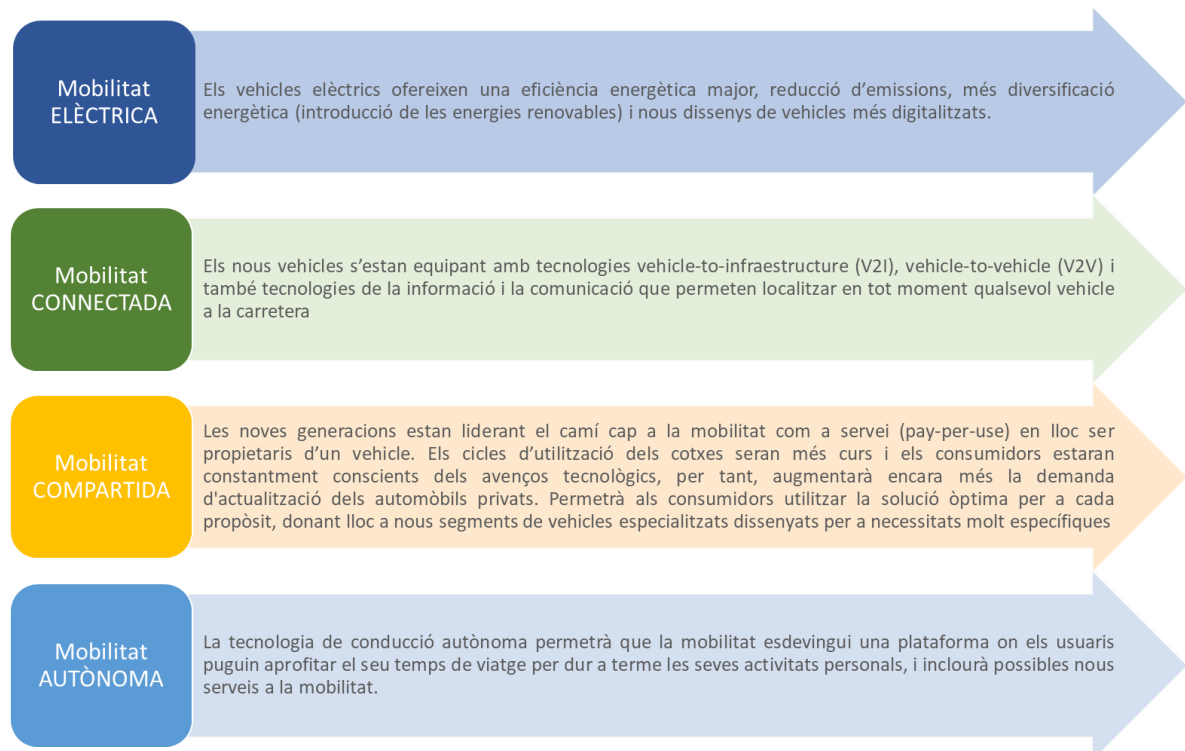 Mobilitat
ELÈCTRICA
Els vehicles elèctrics ofereixen una eficiència energètica major, reducció d’emissions, més diversificació
energètica (introducció de les energies renovables) i nous dissenys de vehicles més digitalitzats.
Mobilitat
CONNECTADA
Els nous vehicles s’estan equipant amb tecnologies vehicle-to-infraestructure (V2I), vehicle-to-vehicle (V2V) i
també tecnologies de la informació i la comunicació que permeten localitzar en tot moment qualsevol vehicle
a la carretera
Mobilitat
COMPARTIDA
Les noves generacions estan liderant el camí cap a la mobilitat com a servei (pay-per-use) en lloc ser
propietaris d’un vehicle. Els cicles d’utilització dels cotxes seran més curs i els consumidors estaran
constantment conscients dels avenços tecnològics, per tant, augmentarà encara més la demanda
d'actualització dels automòbils privats. Permetrà als consumidors utilitzar la solució òptima per a cada
propòsit, donant lloc a nous segments de vehicles especialitzats dissenyats per a necessitats molt específiques
Mobilitat
AUTÒNOMA
La tecnologia de conducció autònoma permetrà que la mobilitat esdevingui una plataforma on els usuaris
puguin aprofitar el seu temps de viatge per dur a terme les seves activitats personals, i inclourà possibles nous
serveis a la mobilitat.